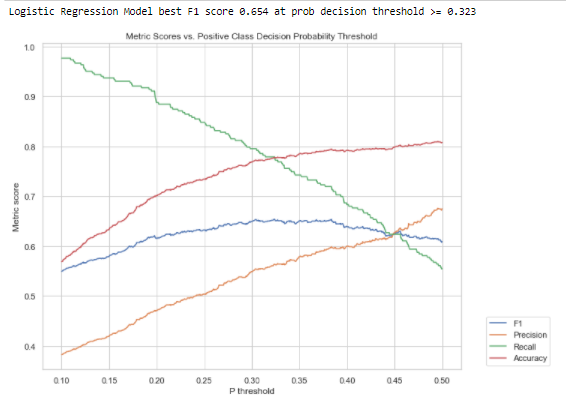 Logistic Regression Model best F1 score 0.654 at prob decision threshold >= 0.323
Metric Scores vs. Positive Class Decision Probability Threshold
1.0
0.9
0.8
0.7
0.6
0.5
0.4
Metric score
0.10 0.15 0.20 0.25 0.30 0.35 0.40 0.45 0.50
P threshold
F1
Precision
Recall
Accuracy